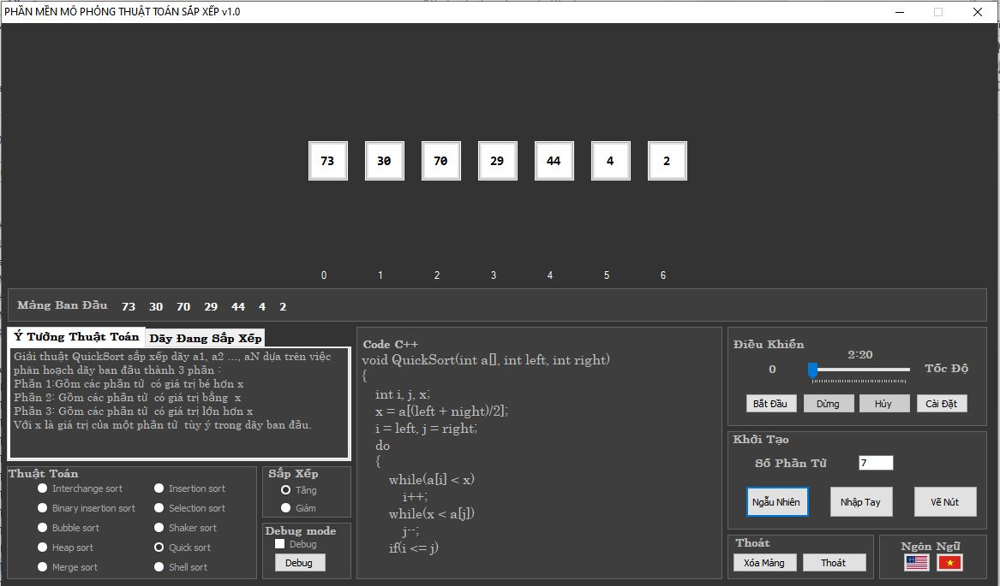 PHẦN MỀN MÔ PHỎNG THUẬT TOÁN SẮP XẾP v1.0
73 30 70 29 44 4 2
0 1 2 3 4 5 6
Mảng Ban Đầu 73 30 70 29 44 4 2
Ý Tưởng Thuật Toán Dãy Đang Sắp Xếp
Giải thuật QuickSort sắp xếp dãy a1, a2 ..., aN dựa trên việc
phân hoạch dãy ban đầu thành 3 phần :
Phần 1:Gồm các phần tử có giá trị bé hơn x
Phần 2: Gồm các phần tử có giá trị bằng x
Phần 3: Gồm các phần tử có giá trị lớn hơn x
Với x là giá trị của một phần tử tùy ý trong dãy ban đầu.
Thuật Toán
Interchange sort Insertion sort
Binary insertion sort Selection sort
Bubble sort Shaker sort
Heap sort Quick sort
Merge sort Shell sort
Sắp Xếp
Tăng
Giảm
Debug mode
Debug
Debug
Code C++
void QuickSort(int a[], int left, int right)
{
int i, j, x;
x = a[(left + night)/2];
i = left, j = right;
do
{
while(a[i] < x)
i++;
while(x < a[j])
j--;
if(i <= j)
Điều Khiển
2:20
0 Tốc Độ
Bắt Đầu Dừng Hủy Cài Đặt
Khởi Tạo
Số Phần Tử 7
Ngẫu Nhiên Nhập Tay Vẽ Nút
Thoát
Xóa Mảng Thoát
Ngôn Ngữ